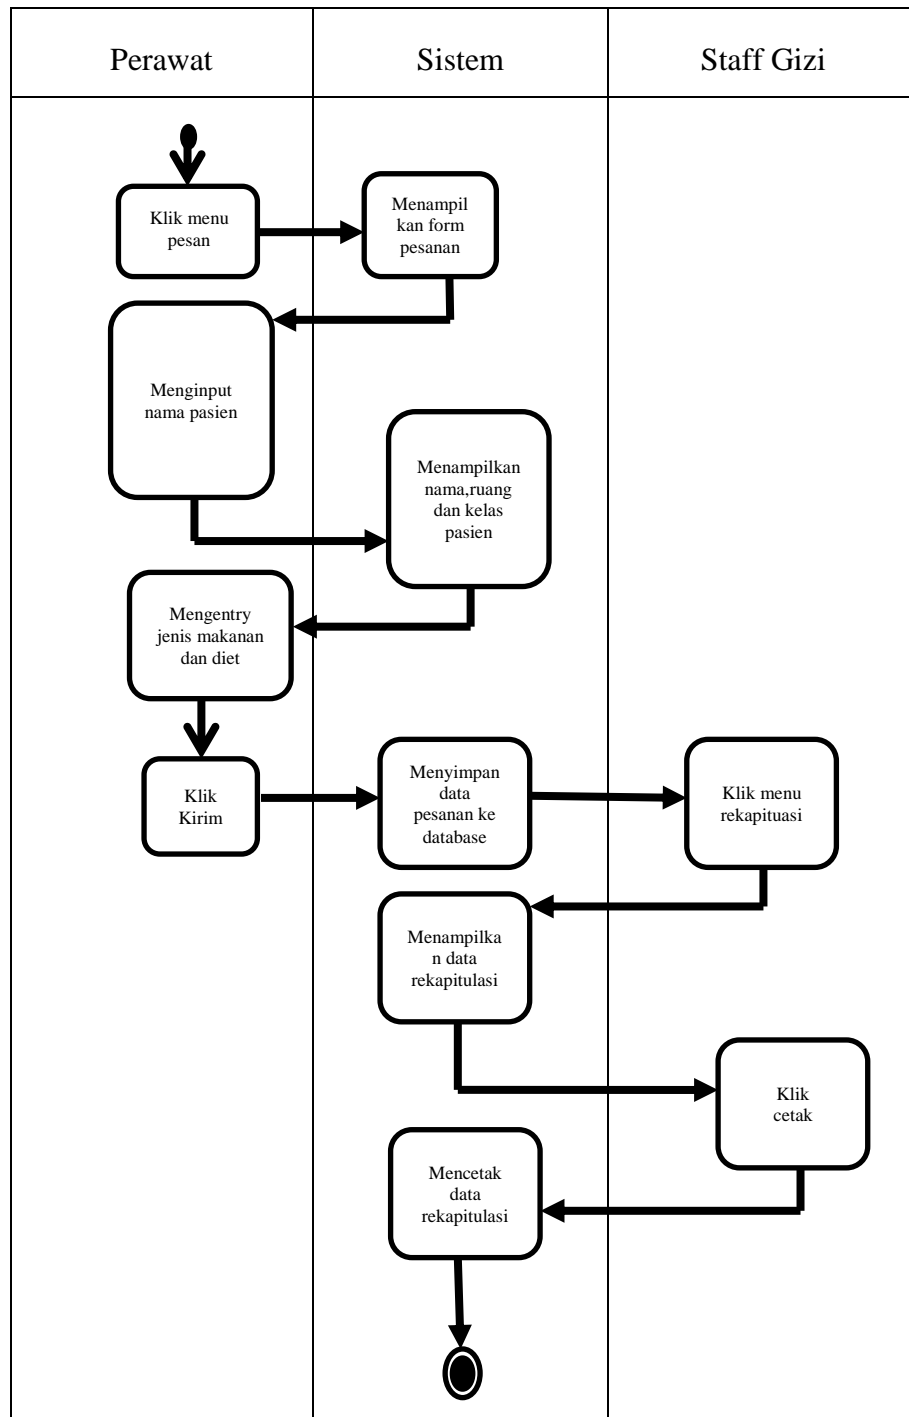 Perawat
Sistem
Staff Gizi
Klik menu
pesan
Menampil
kan form
pesanan
Menginput
nama pasien
Menampilkan
nama,ruang
dan kelas
pasien
Mengentry
jenis makanan
dan diet
Klik
Kirim
Menyimpan
data
pesanan ke
database
Klik menu
rekapituasi
Menampilka
n data
rekapitulasi
Klik
cetak
Mencetak
data
rekapitulasi